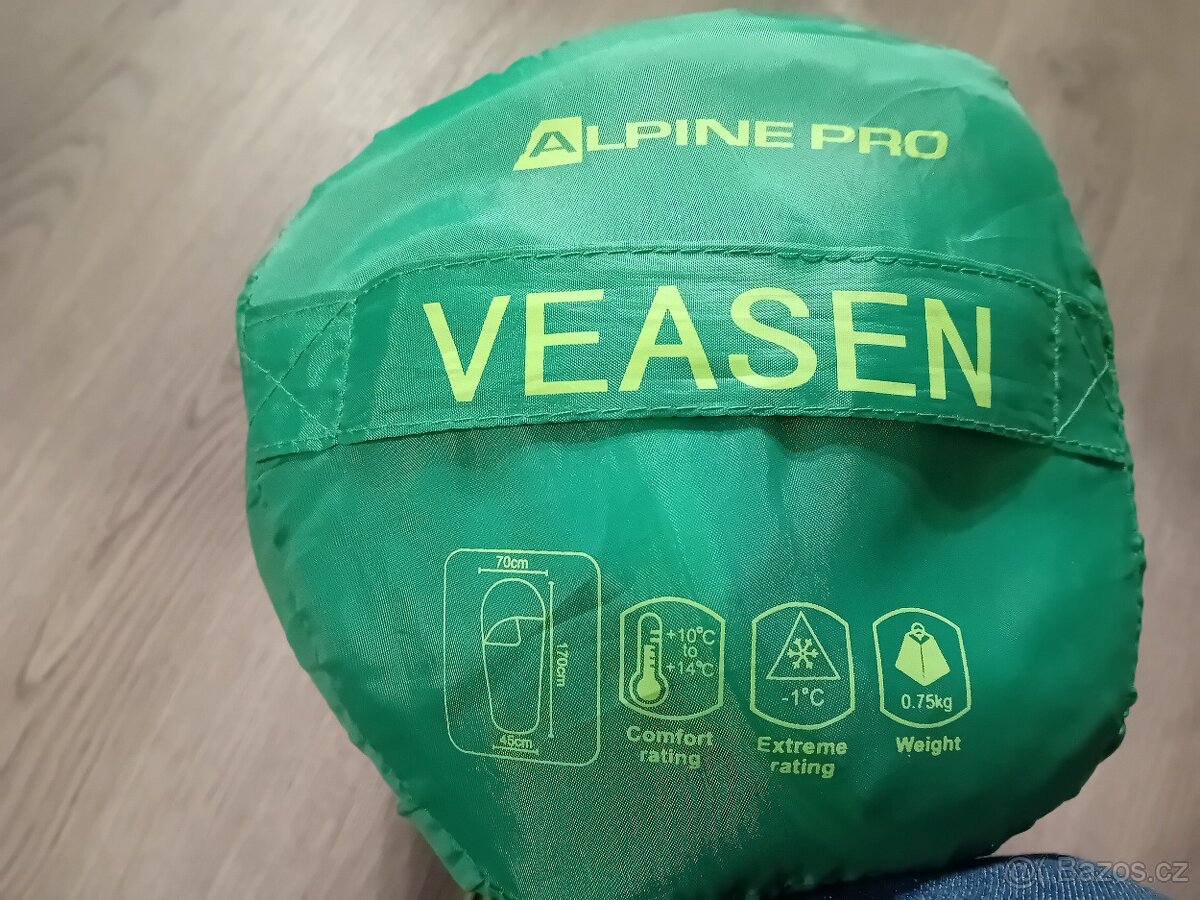 ALPINE PRO
VEASEN
70cm
170cm
45cm
+10°C
to
+14°C
Comfort
rating
-1°C
Extreme
rating
0.75kg
Weight
Bazos.cz